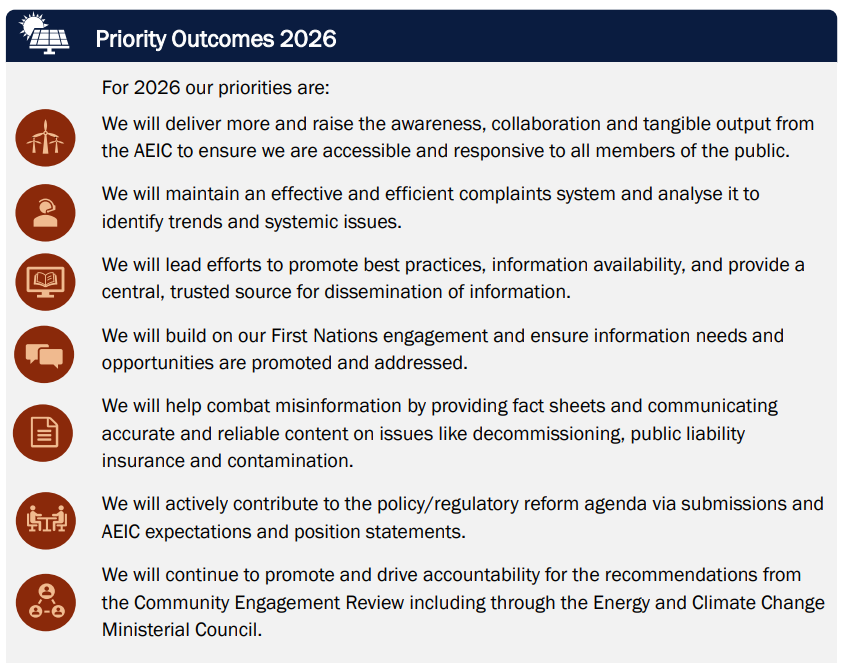 Priority Outcomes 2026
For 2026 our priorities are:
We will deliver more and raise the awareness, collaboration and tangible output from
the AEIC to ensure we are accessible and responsive to all members of the public.
We will maintain an effective and efficient complaints system and analyse it to
identify trends and systemic issues.
We will lead efforts to promote best practices, information availability, and provide a
central, trusted source for dissemination of information.
We will build on our First Nations engagement and ensure information needs and
opportunities are promoted and addressed.
We will help combat misinformation by providing fact sheets and communicating
accurate and reliable content on issues like decommissioning, public liability
insurance and contamination.
We will actively contribute to the policy/regulatory reform agenda via submissions and
AEIC expectations and position statements.
We will continue to promote and drive accountability for the recommendations from
the Community Engagement Review including through the Energy and Climate Change
Ministerial Council.